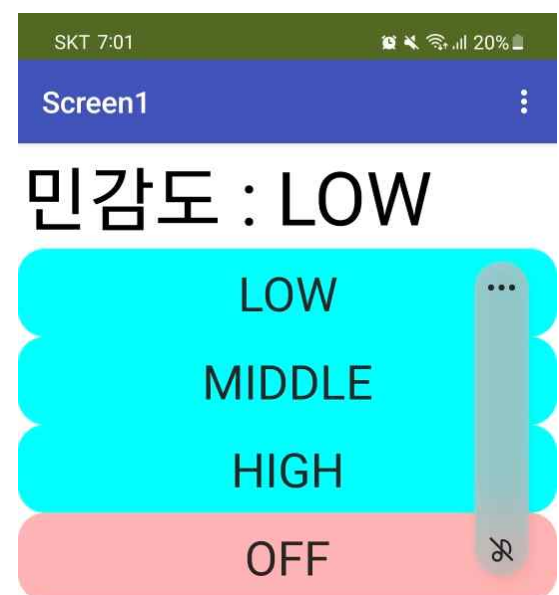 SKT 7:01 20%
Screen1
민감도 : LOW
LOW
MIDDLE
HIGH
OFF